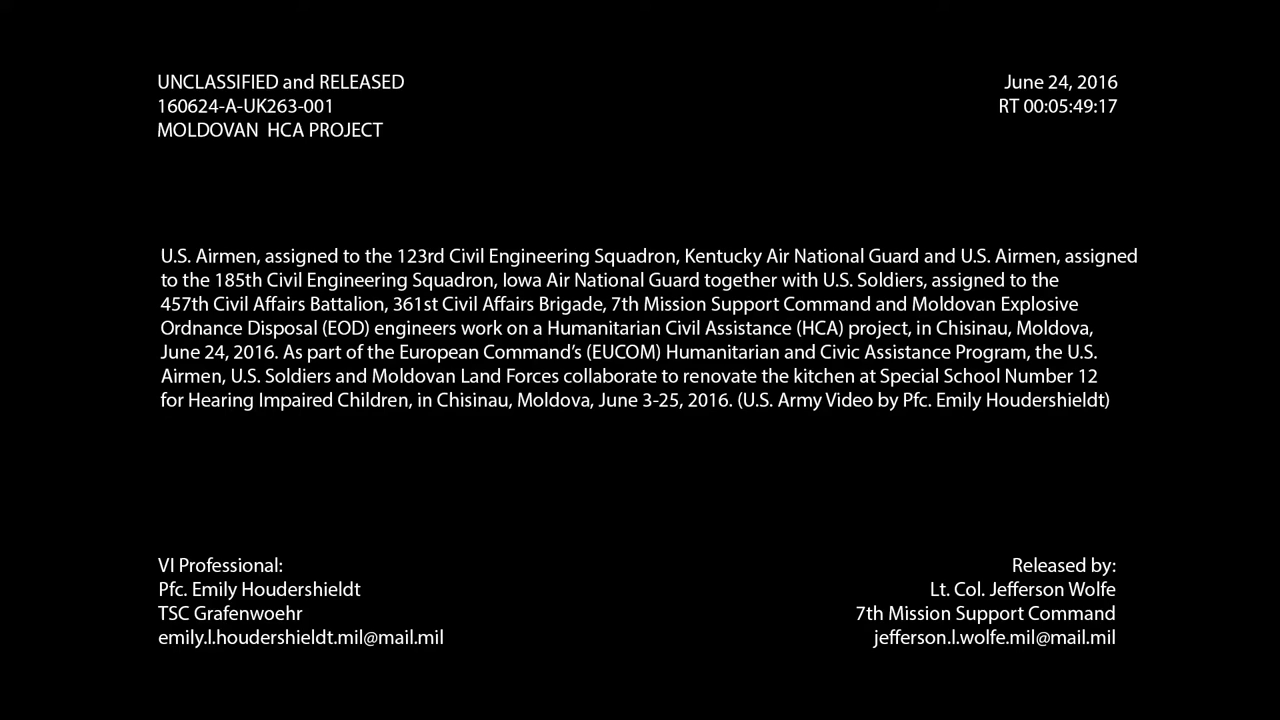 UNCLASSIFIED and RELEASED
160624-A-UK263-001
MOLDOVAN  HCA PROJECT
June 24, 2016
RT 00:05:49:17
U.S. Airmen, assigned to the 123rd Civil Engineering Squadron, Kentucky Air National Guard and U.S. Airmen, assigned
to the 185th Civil Engineering Squadron, Iowa Air National Guard together with U.S. Soldiers, assigned to the
457th Civil Affairs Battalion, 361st Civil Affairs Brigade, 7th Mission Support Command and Moldovan Explosive
Ordnance Disposal (EOD) engineers work on a Humanitarian Civil Assistance (HCA) project, in Chisinau, Moldova,
June 24, 2016. As part of the European Command's (EUCOM) Humanitarian and Civic Assistance Program, the U.S.
Airmen, U.S. Soldiers and Moldovan Land Forces collaborate to renovate the kitchen at Special School Number 12
for Hearing Impaired Children, in Chisinau, Moldova, June 3-25, 2016. (U.S. Army Video by Pfc. Emily Houdershieldt)
VI Professional:
Pfc. Emily Houdershieldt
TSC Grafenwoehr
emily.l.houdershieldt.mil@mail.mil
Released by:
Lt. Col. Jefferson Wolfe
7th Mission Support Command
jefferson.l.wolfe.mil@mail.mil